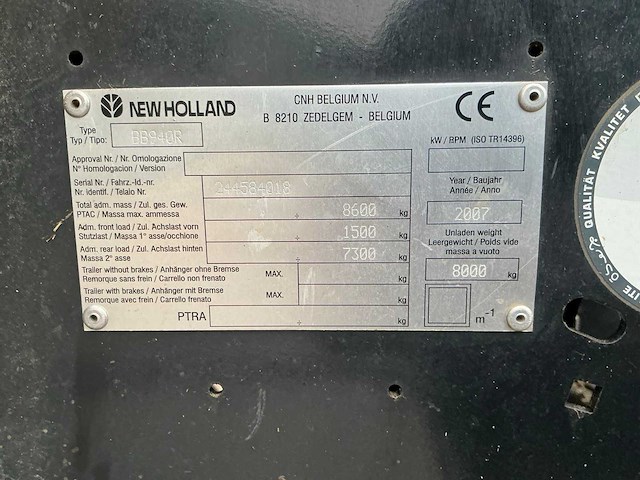 NEW HOLLAND
CNH BELGIUM N.V.
B 8210 ZEDELGEM - BELGIUM
CE
Type
Typ / Tipo:
BB940R
kW / RPM (ISO TR14396)
Approval Nr / Nr. Omologazione
N° Homologacion / Version
Serial Nr / Fahrz.-Id.-nr.
Nr. identif. / Telaio Nr.
244584018
Year / Baujahr
Année / Anno
2007
Total adm. mass / Zul. ges. Gew.
PTAC / Massa max. ammessa
÷ 8600 kg
Adm. front load / Zul. Achslast vorn
Stutzlast / Massa 1° asse/occhione
÷ 1500 kg
Adm. rear load / Zul. Achslast hinten
Massa 2° asse
÷ 7300 kg
Unladen weight
Leergewicht / Poids vide
massa a vuoto
8000 kg
Trailer without brakes / Anhänger ohne Bremse
Remorque sans frein / Carrello non frenato
MAX. kg
Trailer with brakes / Anhänger mit Bremse
Remorque avec frein / Carrello frenato
MAX. kg
PTRA ÷ kg
m⁻¹
QUALITÄT KVALITET